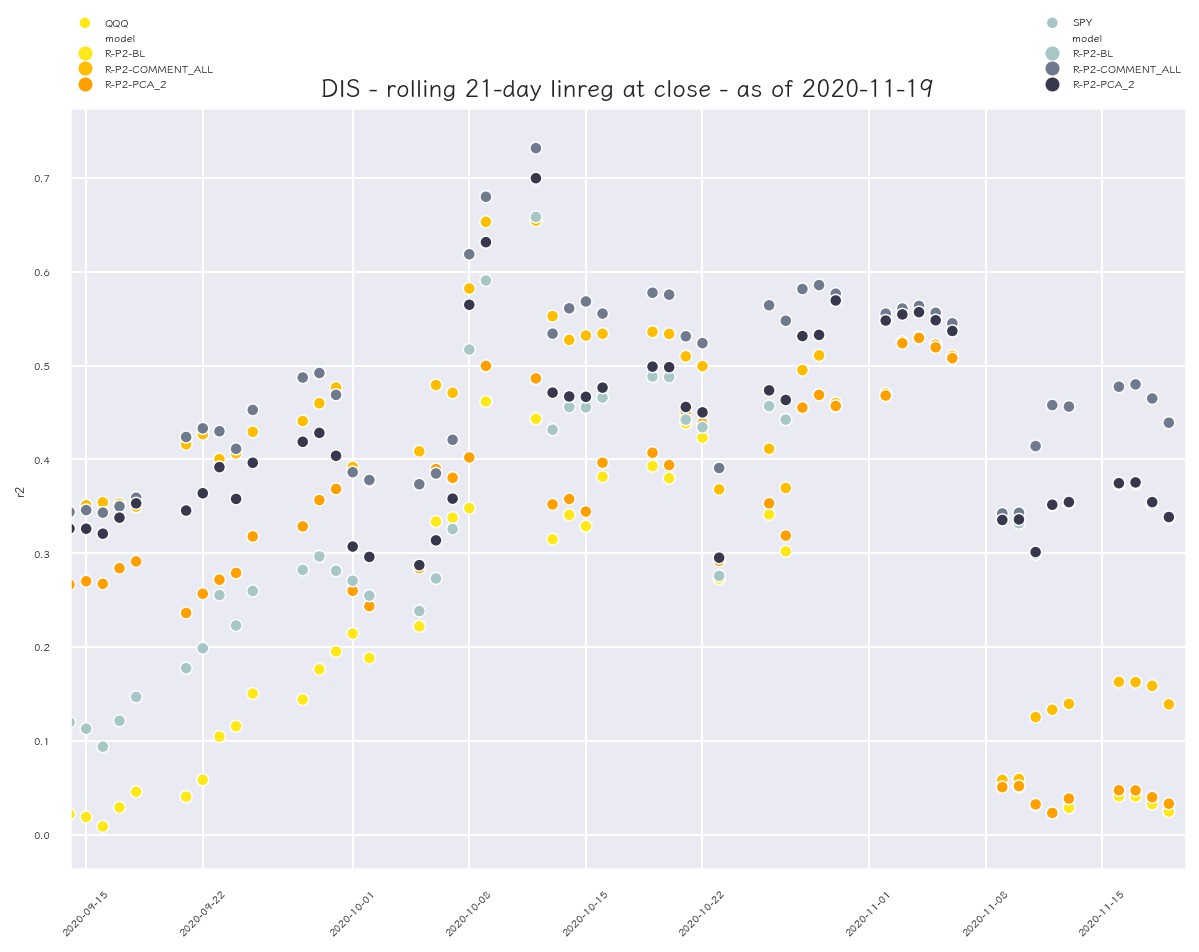 QQQ
model
R-P2-BL
R-P2-COMMENT_ALL
R-P2-PCA_2
SPY
model
R-P2-BL
R-P2-COMMENT_ALL
R-P2-PCA_2
DIS - rolling 21-day linreg at close - as of 2020-11-19
0.7
0.6
0.5
0.4
0.3
0.2
0.1
0.0
r2
2020-09-15
2020-09-22
2020-10-01
2020-10-08
2020-10-15
2020-10-22
2020-11-01
2020-11-08
2020-11-15